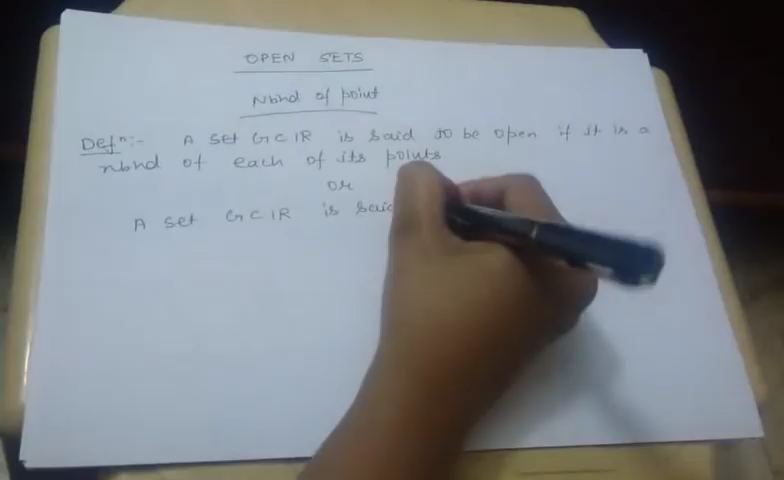 OPEN SETS
Nbhd of point
Defⁿ:- A set G⊂IR is said to be open if it is a
nbhd of each of its points
or
A set G⊂IR is said